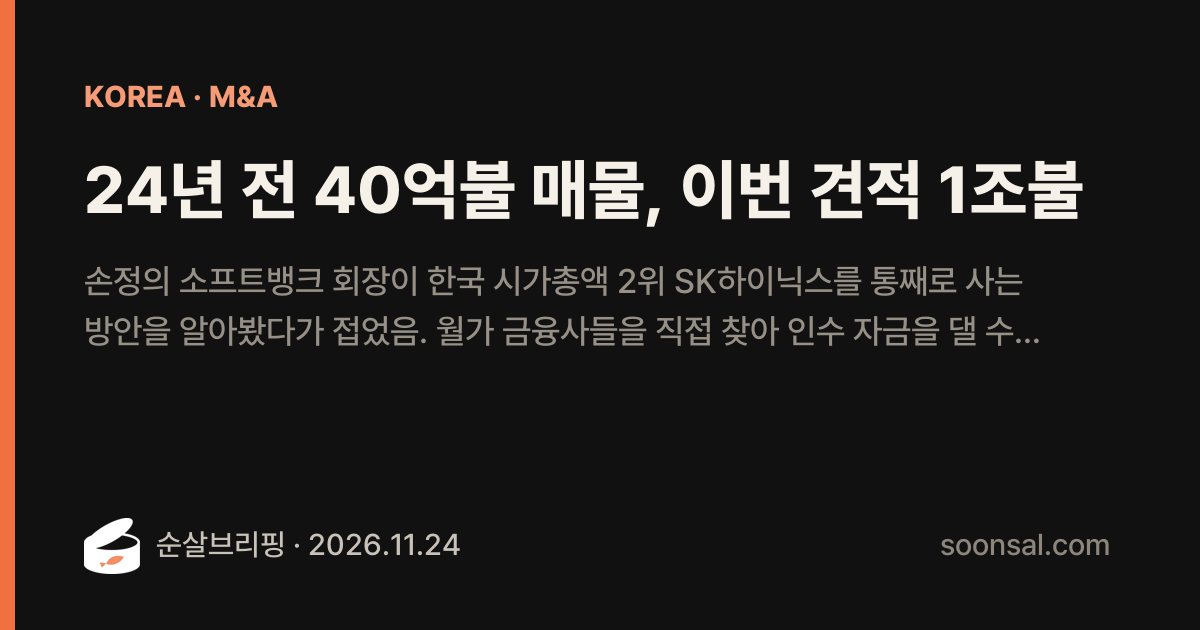 KOREA · M&A
24년 전 40억불 매물, 이번 견적 1조불
손정의 소프트뱅크 회장이 한국 시가총액 2위 SK하이닉스를 통째로 사는
방안을 알아봤다가 접었음. 월가 금융사들을 직접 찾아 인수 자금을 댈 수...
순살브리핑 · 2026.11.24
soonsal.com